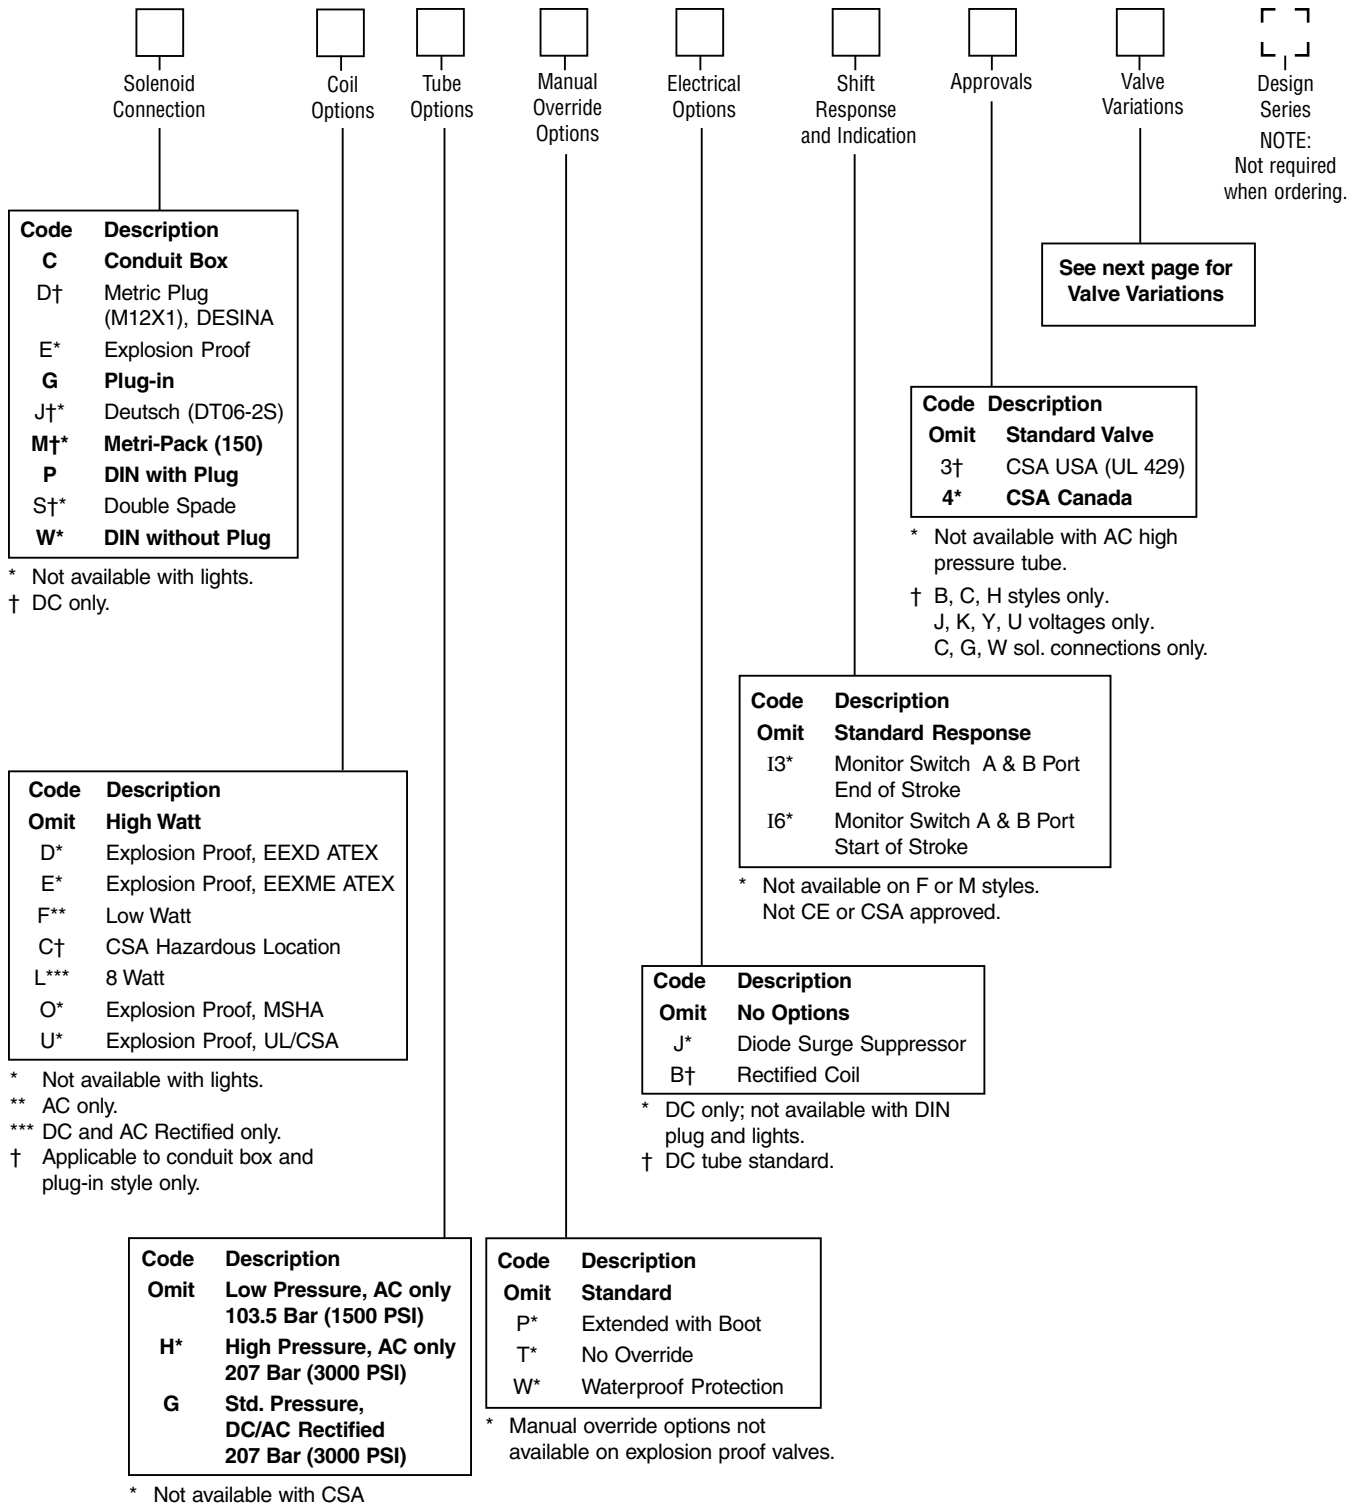 Solenoid
Connection
Coil
Options
Tube
Options
Manual
Override
Options
Electrical
Options
Shift
Response
and Indication
Approvals
Valve
Variations
Design
Series
NOTE:
Not required
when ordering.
Code Description
C Conduit Box
D† Metric Plug
(M12X1), DESINA
E* Explosion Proof
G Plug-in
J†* Deutsch (DT06-2S)
M†* Metri-Pack (150)
P DIN with Plug
S†* Double Spade
W* DIN without Plug
* Not available with lights.
† DC only.
See next page for
Valve Variations
Code Description
Omit Standard Valve
3† CSA USA (UL 429)
4* CSA Canada
* Not available with AC high
pressure tube.
† B, C, H styles only.
J, K, Y, U voltages only.
C, G, W sol. connections only.
Code Description
Omit Standard Response
I3* Monitor Switch A & B Port
End of Stroke
I6* Monitor Switch A & B Port
Start of Stroke
* Not available on F or M styles.
Not CE or CSA approved.
Code Description
Omit High Watt
D* Explosion Proof, EEXD ATEX
E* Explosion Proof, EEXME ATEX
F** Low Watt
C† CSA Hazardous Location
L*** 8 Watt
O* Explosion Proof, MSHA
U* Explosion Proof, UL/CSA
* Not available with lights.
** AC only.
*** DC and AC Rectified only.
† Applicable to conduit box and
plug-in style only.
Code Description
Omit No Options
J* Diode Surge Suppressor
B† Rectified Coil
* DC only; not available with DIN
plug and lights.
† DC tube standard.
Code Description
Omit Low Pressure, AC only
103.5 Bar (1500 PSI)
H* High Pressure, AC only
207 Bar (3000 PSI)
G Std. Pressure,
DC/AC Rectified
207 Bar (3000 PSI)
* Not available with CSA
Code Description
Omit Standard
P* Extended with Boot
T* No Override
W* Waterproof Protection
* Manual override options not
available on explosion proof valves.